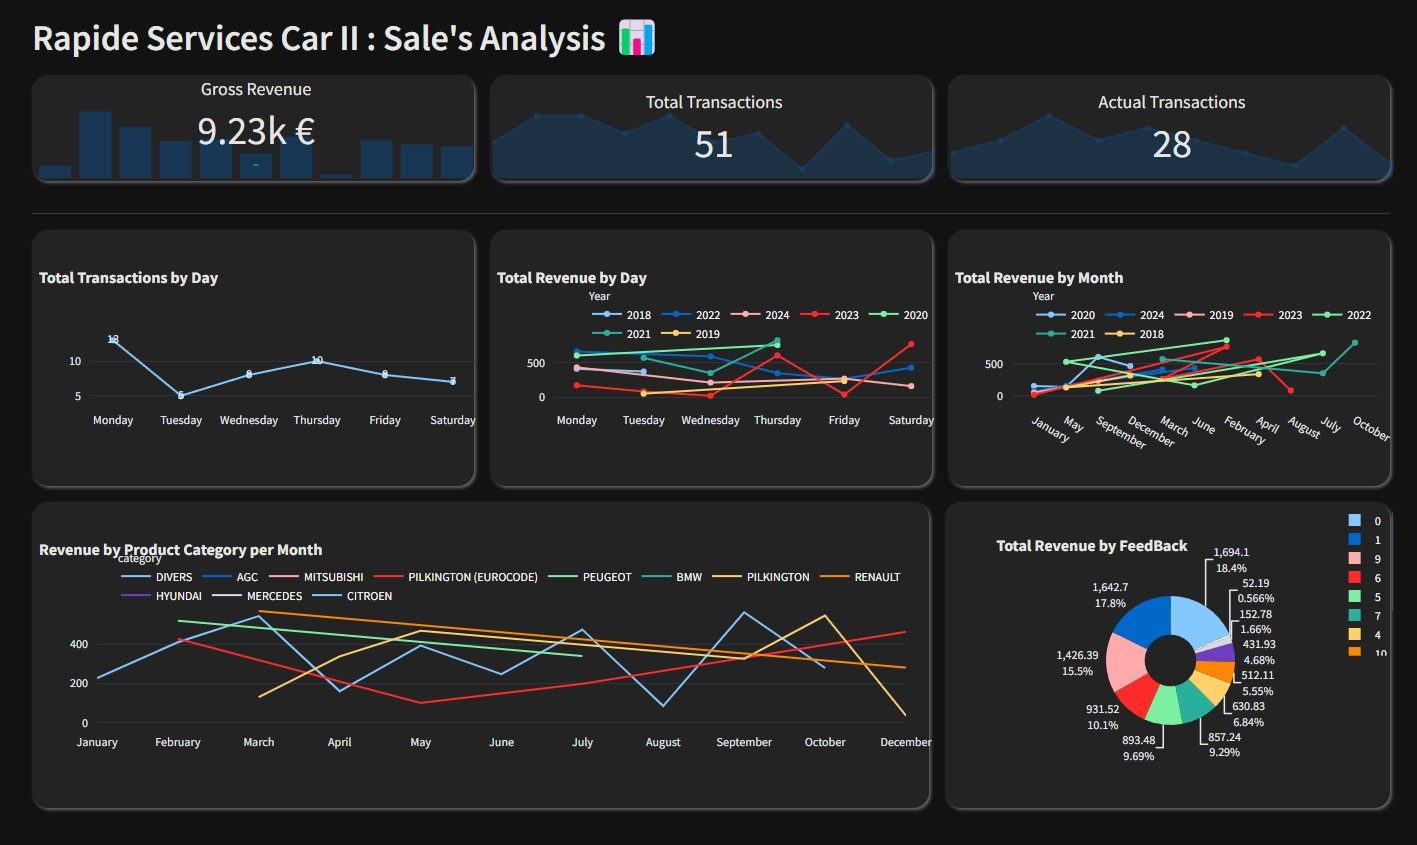 Rapide Services Car II : Sale's Analysis
Gross Revenue
9.23k €
Total Transactions
51
Actual Transactions
28
Total Transactions by Day
13
10
5
5
8
10
8
7
Monday Tuesday Wednesday Thursday Friday Saturday
Total Revenue by Day
Year
2018 2022 2024 2023 2020
2021 2019
500
0
Monday Tuesday Wednesday Thursday Friday Saturday
Total Revenue by Month
Year
2020 2024 2019 2023 2022
2021 2018
500
0
January May September December March June February April August July October
Revenue by Product Category per Month
category
DIVERS AGC MITSUBISHI PILKINGTON (EUROCODE) PEUGEOT BMW PILKINGTON RENAULT
HYUNDAI MERCEDES CITROEN
400
200
0
January February March April May June July August September October December
Total Revenue by FeedBack
1,694.1
18.4%
52.19
0.566%
152.78
1.66%
431.93
4.68%
512.11
5.55%
630.83
6.84%
857.24
9.29%
893.48
9.69%
931.52
10.1%
1,426.39
15.5%
1,642.7
17.8%
0
1
9
6
5
7
4
10